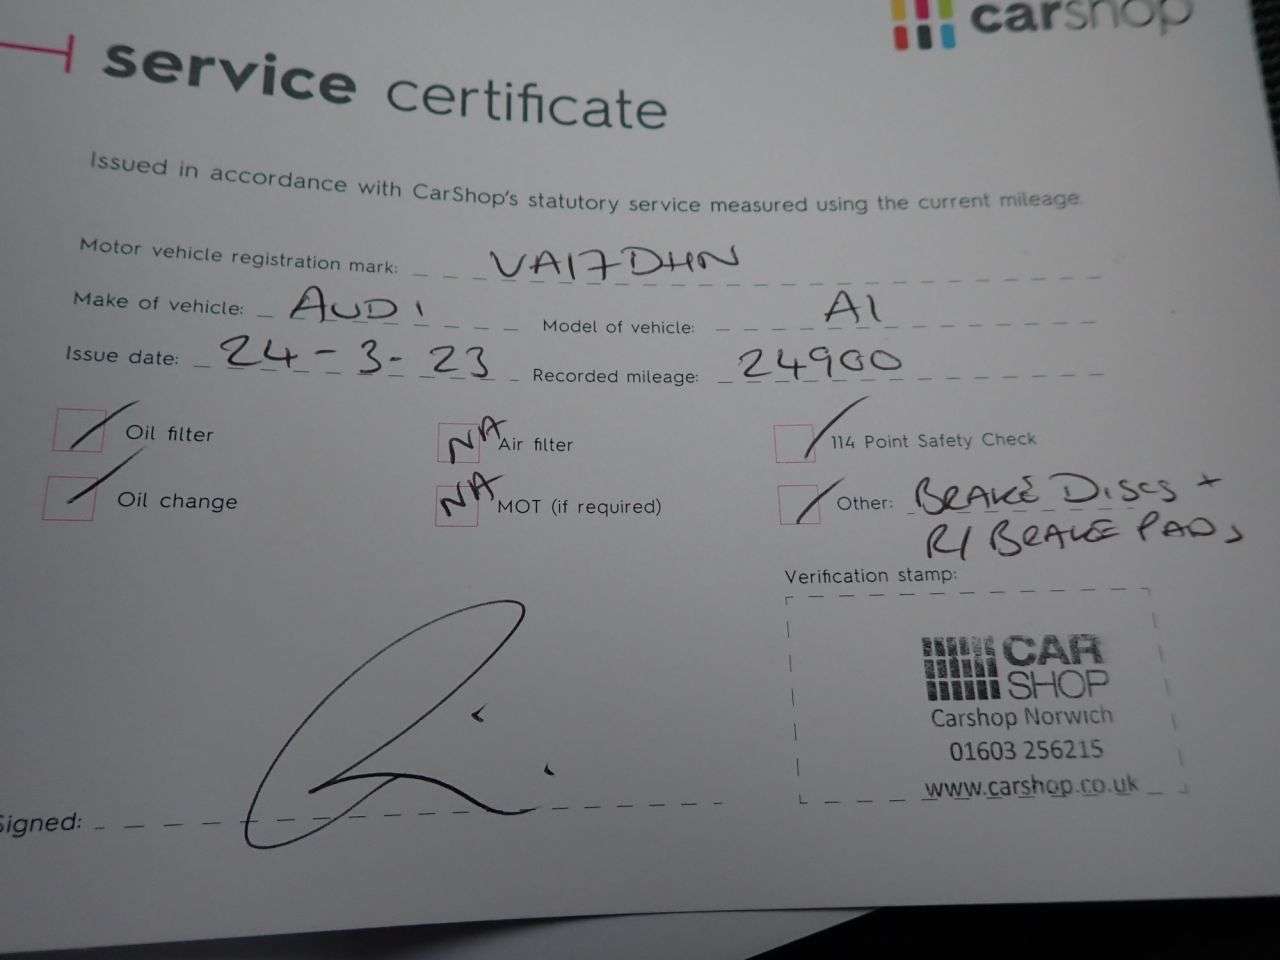 carshop
service certificate
Issued in accordance with CarShop's statutory service measured using the current mileage.
Motor vehicle registration mark: VA17DHN
Make of vehicle: AUDI Model of vehicle: A1
Issue date: 24-3-23 Recorded mileage: 24900
Oil filter NA Air filter 114 Point Safety Check
Oil change NA MOT (if required) Other: BRAKE DISCS +
R/ BRAKE PADS
Verification stamp:
CAR
SHOP
Carshop Norwich
01603 256215
www.carshop.co.uk
Signed: